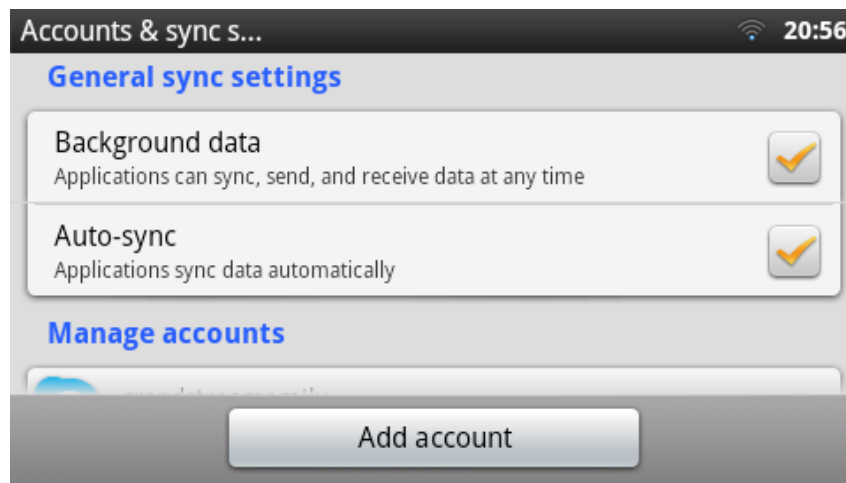 Accounts & sync s...
20:56
General sync settings
Background data
Applications can sync, send, and receive data at any time
Auto-sync
Applications sync data automatically
Manage accounts
Add account